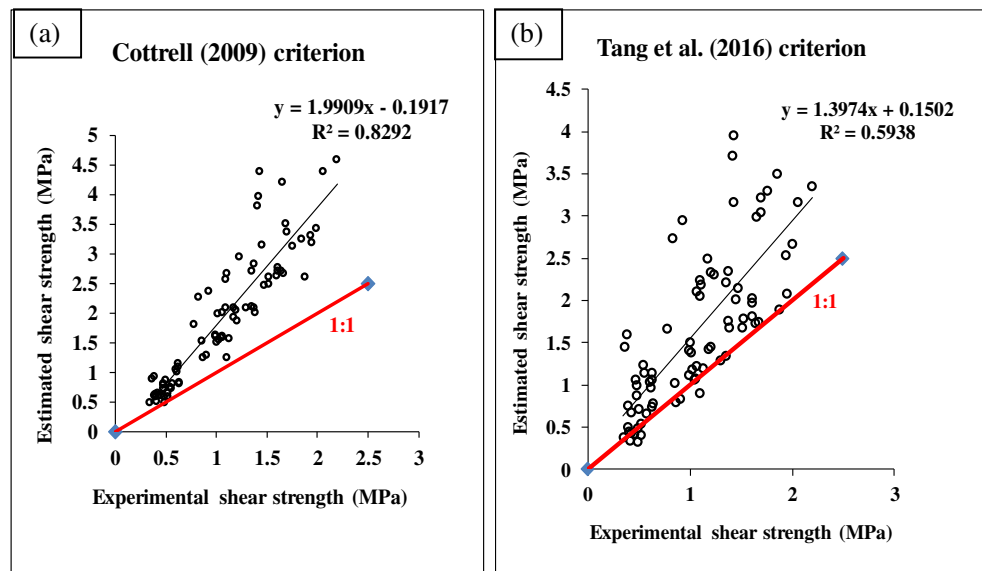 (a)
Cottrell (2009) criterion
y = 1.9909x - 0.1917
R² = 0.8292
Estimated shear strength (MPa)
5
4.5
4
3.5
3
2.5
2
1.5
1
0.5
0
1:1
0
0.5
1
1.5
2
2.5
3
Experimental shear strength (MPa)
(b)
Tang et al. (2016) criterion
y = 1.3974x + 0.1502
R² = 0.5938
Estimated shear strength (MPa)
4.5
4
3.5
3
2.5
2
1.5
1
0.5
0
1:1
0
1
2
3
Experimental shear strength (MPa)